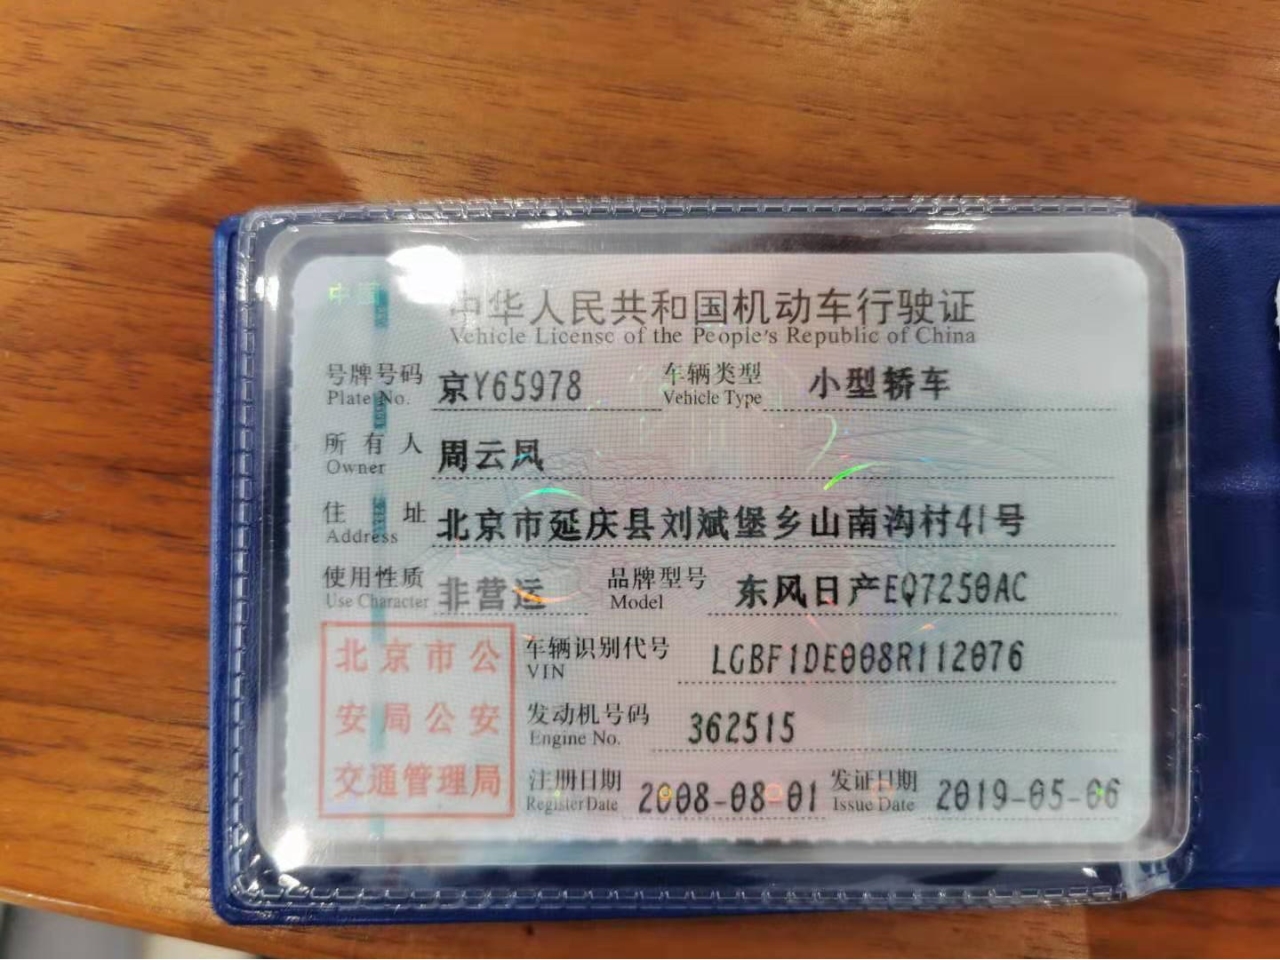 中国
中华人民共和国机动车行驶证
Vehicle License of the People's Republic of China
号牌号码 京Y65978 车辆类型 小型轿车
Plate No. Vehicle Type
所有人 周云凤
Owner
住址 北京市延庆县刘斌堡乡山南沟村41号
Address
使用性质 非营运 品牌型号 东风日产EQ7250AC
Use Character Model
北京市公 车辆识别代号 LGBF1DE008R112076
VIN
安局公安 发动机号码 362515
Engine No.
交通管理局 注册日期 2008-08-01 发证日期 2019-05-06
Register Date Issue Date